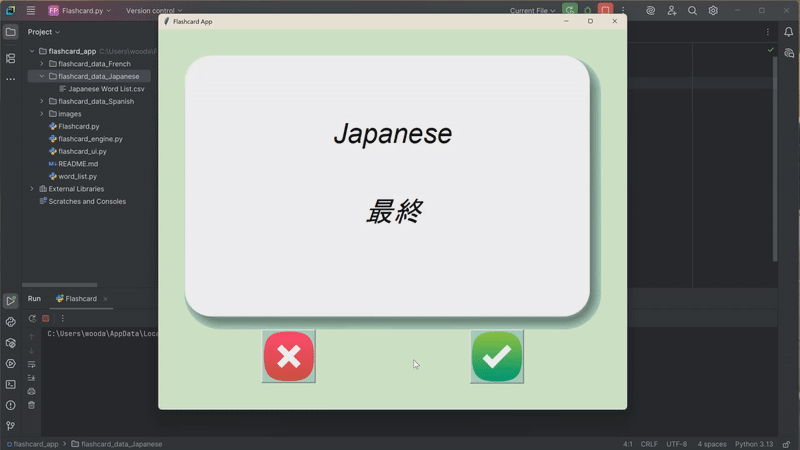 Flashcard.py
Version control
Current File
Flashcard App
Project
flashcard_app C:\Users\wooda\
flashcard_data_French
flashcard_data_Japanese
Japanese Word List.csv
flashcard_data_Spanish
images
Flashcard.py
flashcard_engine.py
flashcard_ui.py
README.md
word_list.py
External Libraries
Scratches and Consoles
Japanese
最終
Run
Flashcard
C:\Users\wooda\AppData\Loca
flashcard_app > flashcard_data_Japanese
4:1 CRLF UTF-8 4 spaces Python 3.13